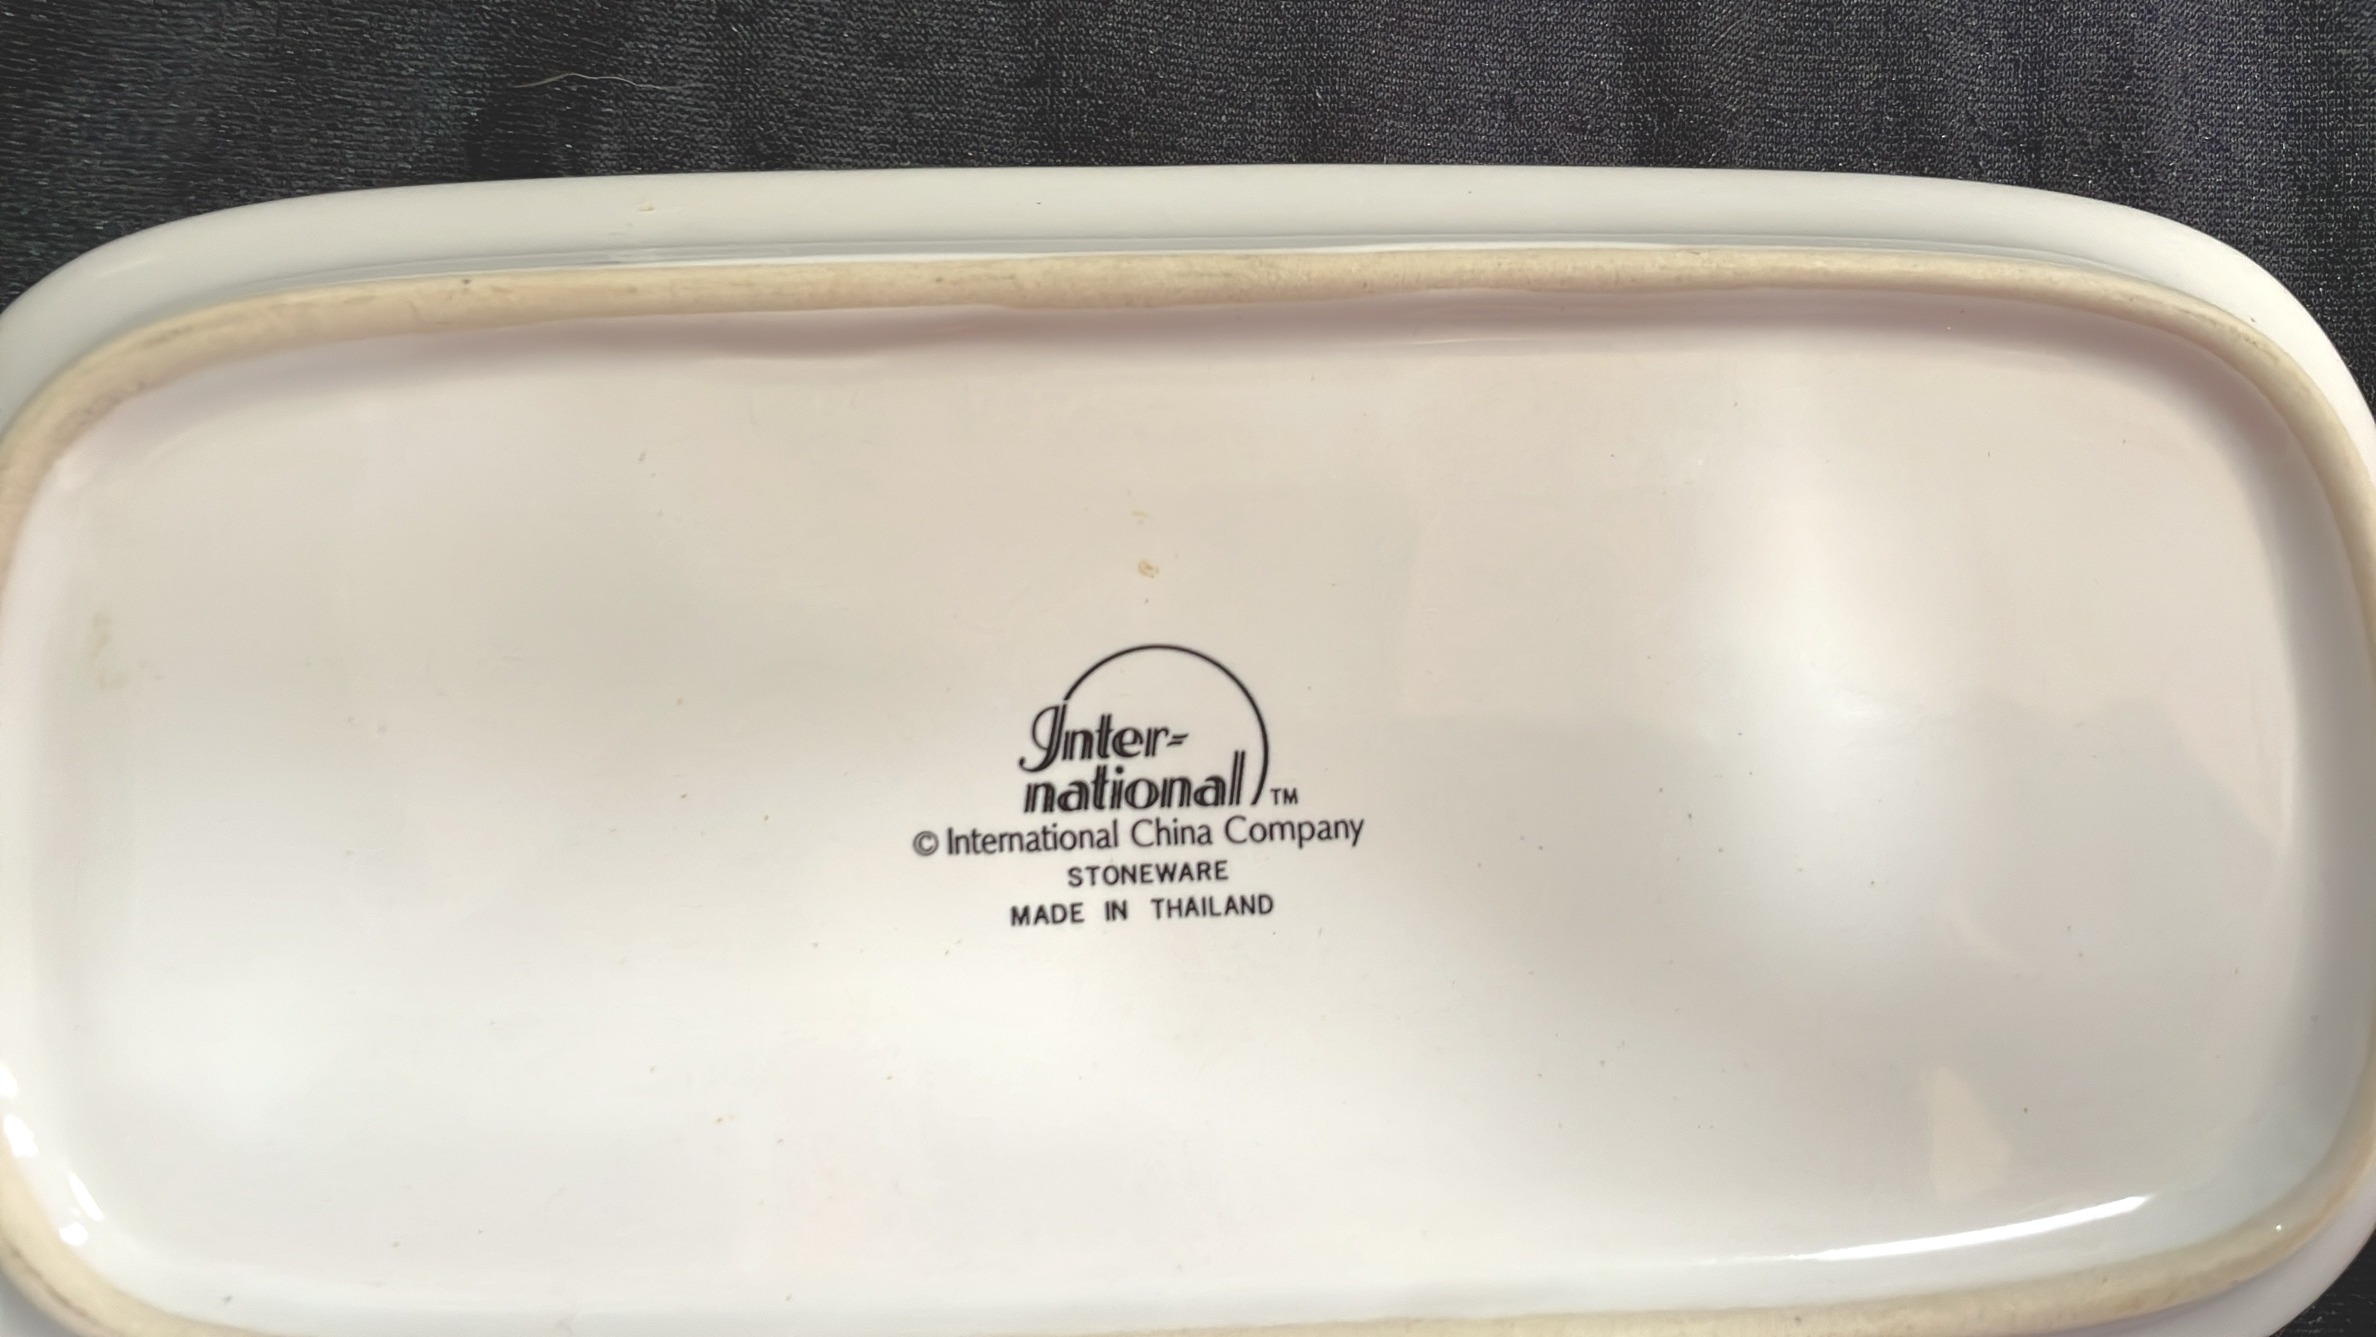 Inter-
national TM
© International China Company
STONEWARE
MADE IN THAILAND